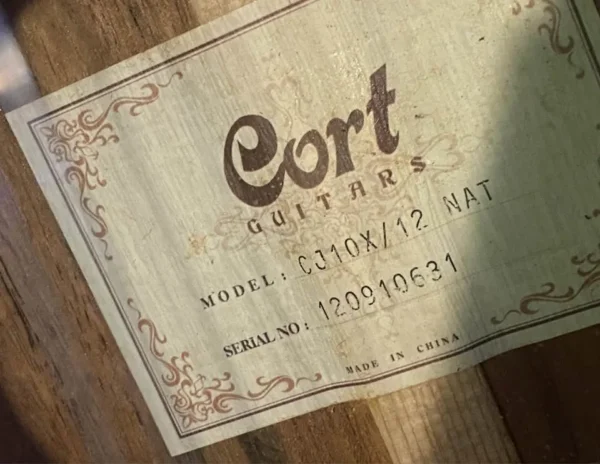 Cort
GUITARS
MODEL: CJ10X/12 NAT
SERIAL NO: 120910631
MADE IN CHINA